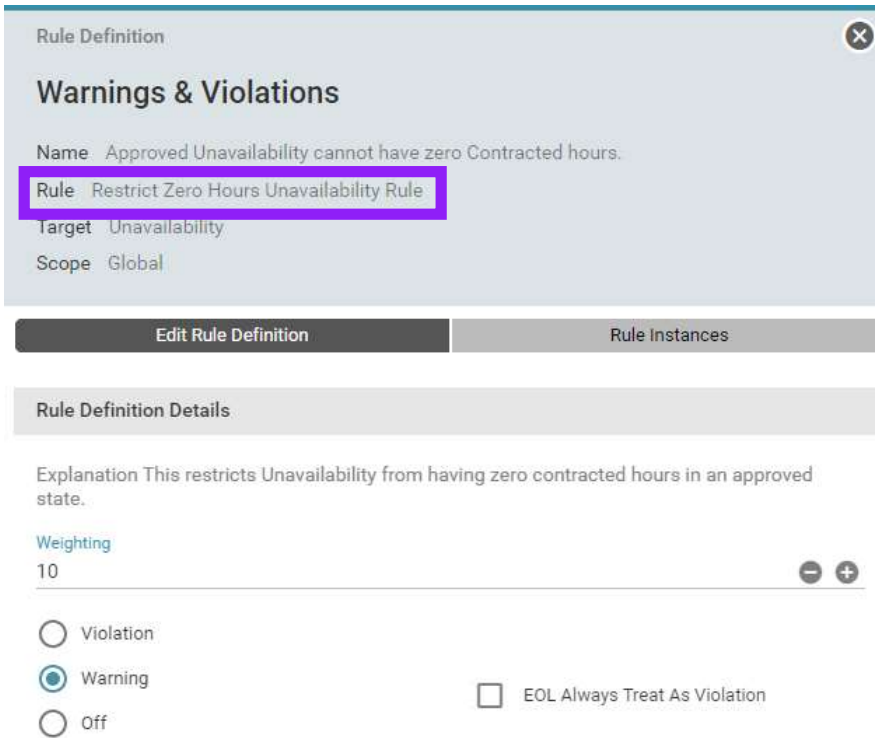 Rule Definition
Warnings & Violations
Name Approved Unavailability cannot have zero Contracted hours.
Rule Restrict Zero Hours Unavailability Rule
Target Unavailability
Scope Global
Edit Rule Definition Rule Instances
Rule Definition Details
Explanation This restricts Unavailability from having zero contracted hours in an approved
state.
Weighting
10
Violation
Warning
EOL Always Treat As Violation
Off